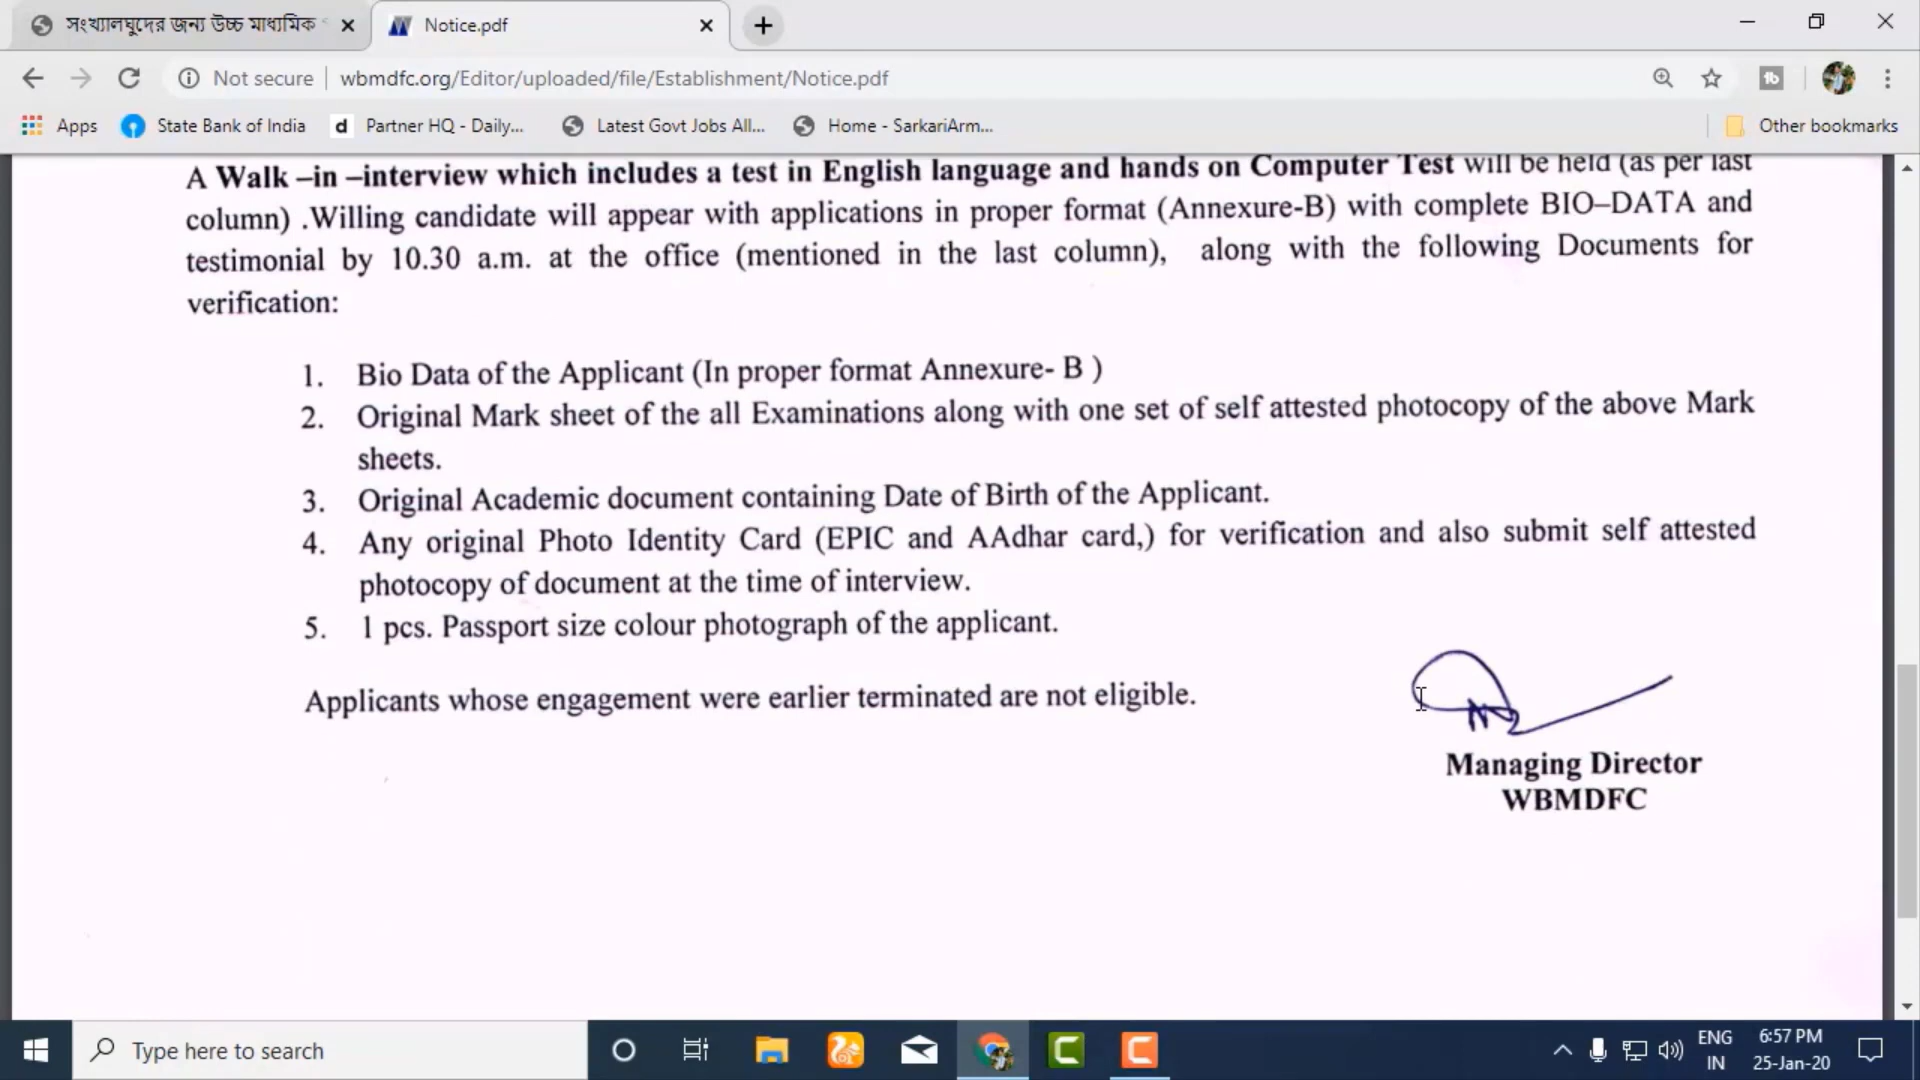 সংখ্যালঘুদের জন্য উচ্চ মাধ্যমিক
Notice.pdf
Not secure
wbmdfc.org/Editor/uploaded/file/Establishment/Notice.pdf
Apps
State Bank of India
Partner HQ - Daily...
Latest Govt Jobs All...
Home - SarkariArm...
Other bookmarks
A Walk –in –interview which includes a test in English language and hands on Computer Test will be held (as per last
column) .Willing candidate will appear with applications in proper format (Annexure-B) with complete BIO–DATA and
testimonial by 10.30 a.m. at the office (mentioned in the last column), along with the following Documents for
verification:
1. Bio Data of the Applicant (In proper format Annexure- B )
2. Original Mark sheet of the all Examinations along with one set of self attested photocopy of the above Mark
sheets.
3. Original Academic document containing Date of Birth of the Applicant.
4. Any original Photo Identity Card (EPIC and AAdhar card,) for verification and also submit self attested
photocopy of document at the time of interview.
5. 1 pcs. Passport size colour photograph of the applicant.
Applicants whose engagement were earlier terminated are not eligible.
Managing Director
WBMDFC
Type here to search
ENG
IN
6:57 PM
25-Jan-20